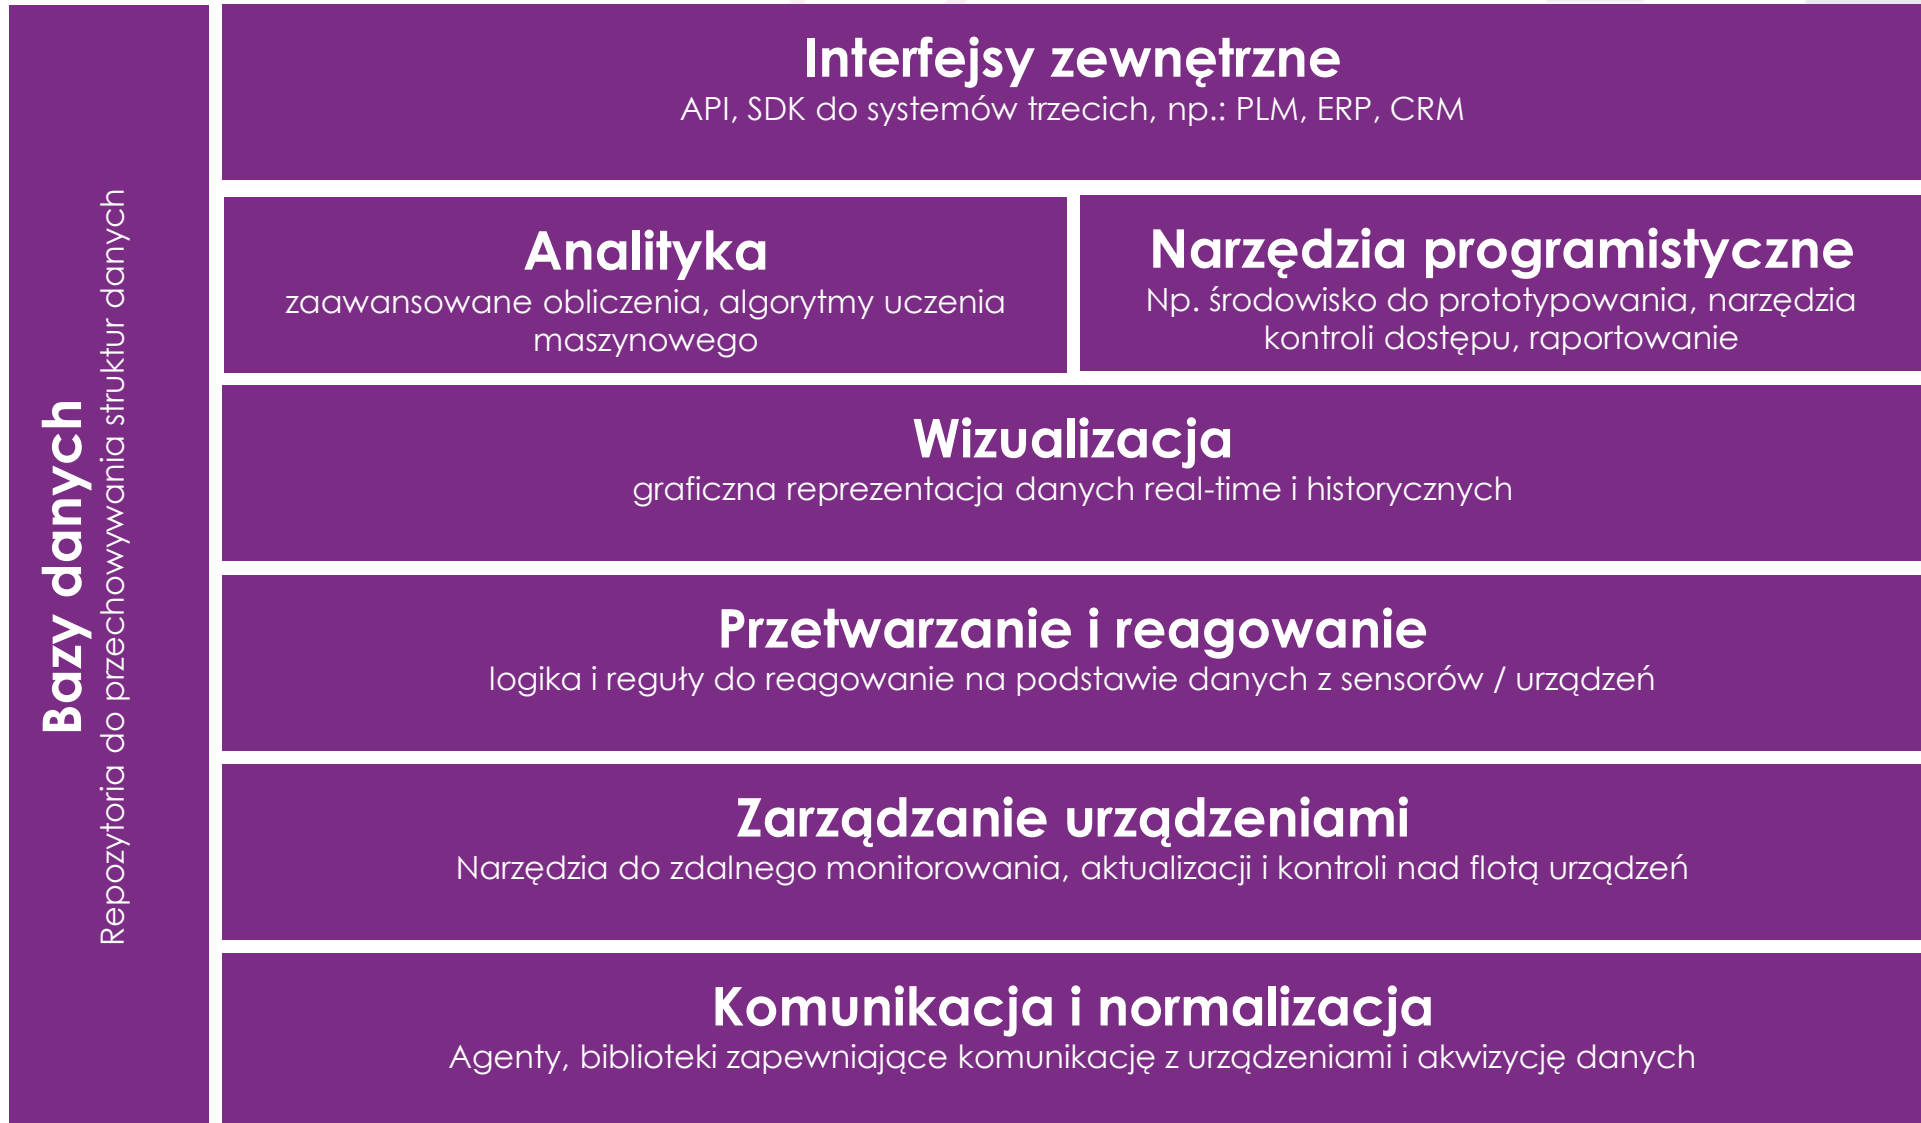 Bazy danych
Repozytoria do przechowywania struktur danych
Interfejsy zewnętrzne
API, SDK do systemów trzecich, np.: PLM, ERP, CRM
Analityka
zaawansowane obliczenia, algorytmy uczenia
maszynowego
Narzędzia programistyczne
Np. środowisko do prototypowania, narzędzia
kontroli dostępu, raportowanie
Wizualizacja
graficzna reprezentacja danych real-time i historycznych
Przetwarzanie i reagowanie
logika i reguły do reagowanie na podstawie danych z sensorów / urządzeń
Zarządzanie urządzeniami
Narzędzia do zdalnego monitorowania, aktualizacji i kontroli nad flotą urządzeń
Komunikacja i normalizacja
Agenty, biblioteki zapewniające komunikację z urządzeniami i akwizycję danych